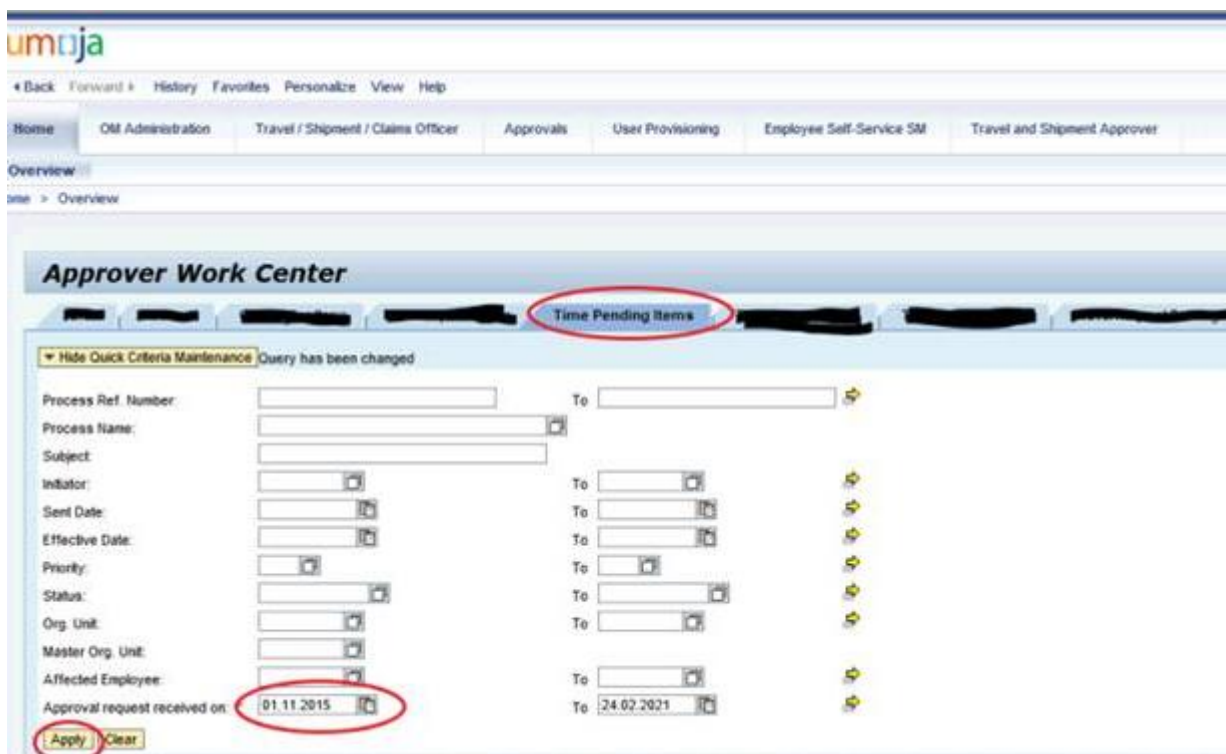 umoja
Back Forward History Favorites Personalize View Help
Home OM Administration Travel / Shipment / Claims Officer Approvals User Provisioning Employee Self-Service SM Travel and Shipment Approver
Overview
ome > Overview
Approver Work Center
Time Pending Items
Hide Quick Criteria Maintenance Query has been changed
Process Ref. Number: To
Process Name:
Subject:
Initiator: To
Sent Date: To
Effective Date: To
Priority: To
Status: To
Org. Unit: To
Master Org. Unit:
Affected Employee: To
Approval request received on: 01.11.2015 To 24.02.2021
Apply Clear